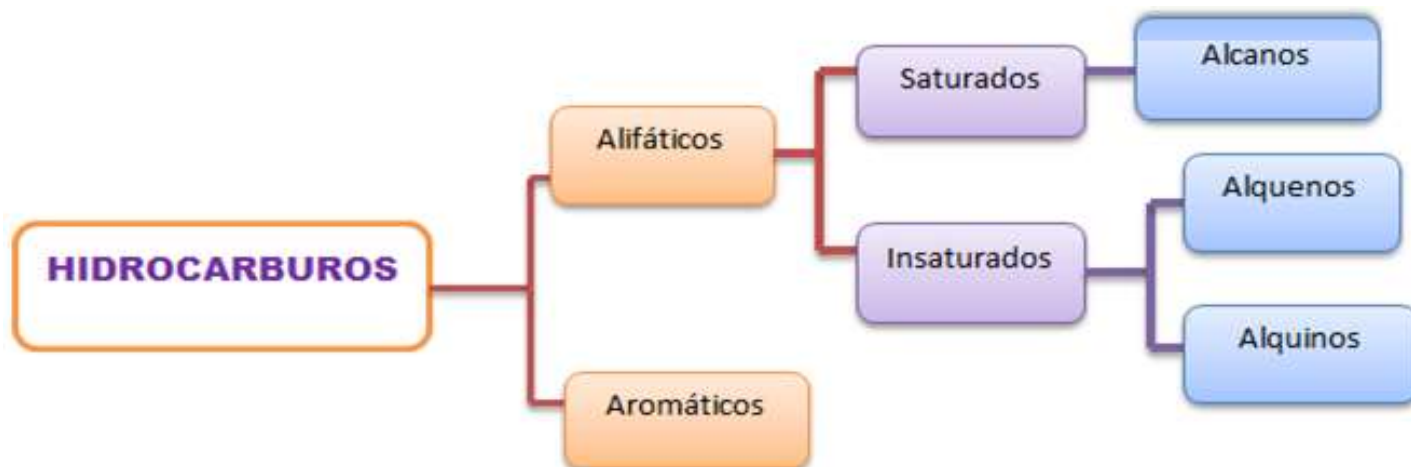 HIDROCARBUROS
Alifáticos
Aromáticos
Saturados
Insaturados
Alcanos
Alquenos
Alquinos